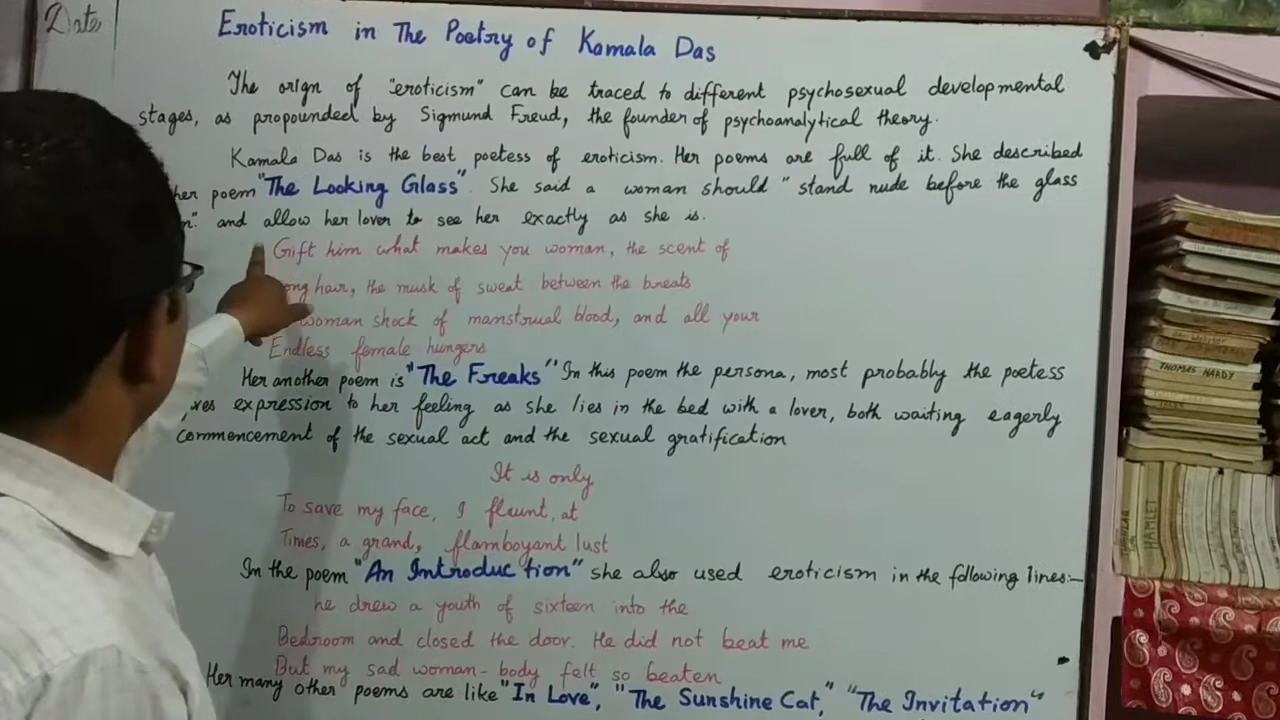 Date
Eroticism in The Poetry of Kamala Das
The orign of "eroticism" can be traced to different psychosexual developmental
stages, as propounded by Sigmund Freud, the founder of psychoanalytical theory.
Kamala Das is the best poetess of eroticism. Her poems are full of it. She described
her poem "The Looking Glass". She said a woman should "stand nude before the glass
and allow her lover to see her exactly as she is.
Gift him what makes you woman, the scent of
hair, the musk of sweat between the breats
woman shock of manstrual blood, and all your
Endless female hungers
Her another poem is "The Freaks" In this poem the persona, most probably the poetess
expression to her feeling as she lies in the bed with a lover, both waiting eagerly
commencement of the sexual act and the sexual gratification
It is only
To save my face, I flaunt, at
Times, a grand, flamboyant lust
In the poem "An Introduction" she also used eroticism in the following lines:-
he drew a youth of sixteen into the
Bedroom and closed the door. He did not beat me
But my sad woman-body felt so beaten
Her many other poems are like "In Love", "The Sunshine Cat," "The Invitation"
THOMAS HARDY
HAMLET